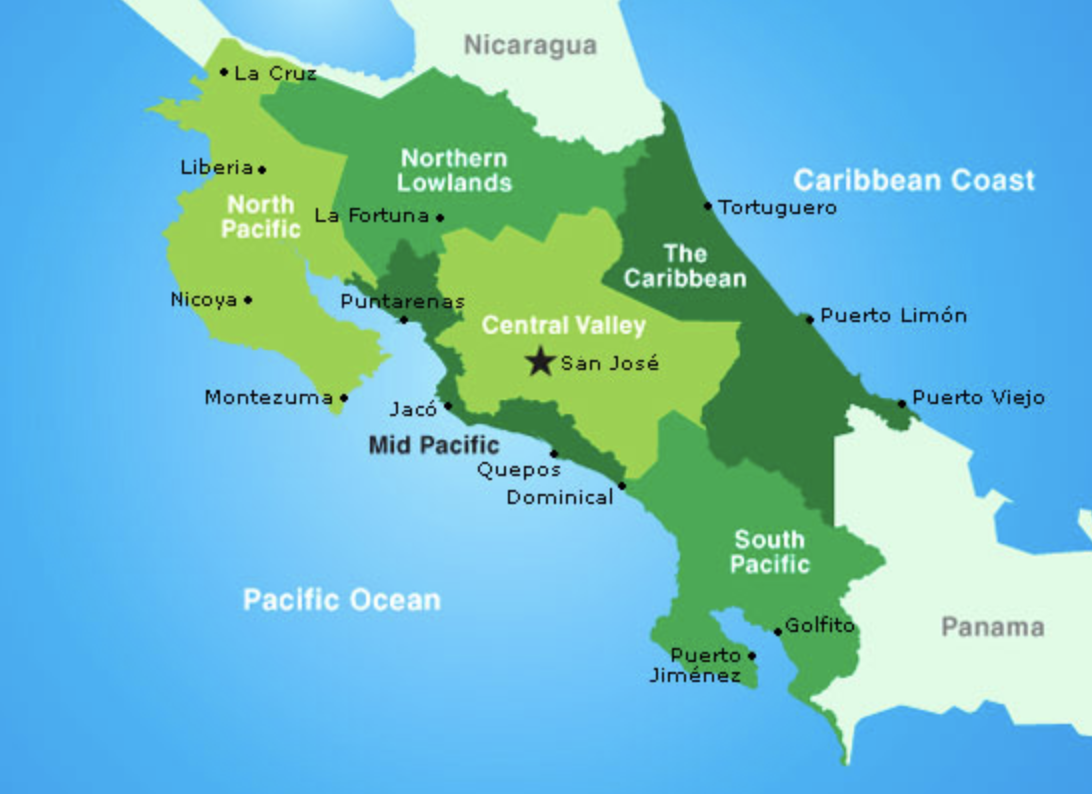 Nicaragua
La Cruz
Northern
Lowlands
Liberia
Caribbean Coast
North
Pacific
La Fortuna
Tortuguero
The
Caribbean
Nicoya
Puntarenas
Central Valley
Puerto Limón
San José
Montezuma
Jacó
Puerto Viejo
Mid Pacific
Quepos
Dominical
South
Pacific
Pacific Ocean
Golfito
Panama
Puerto
Jiménez